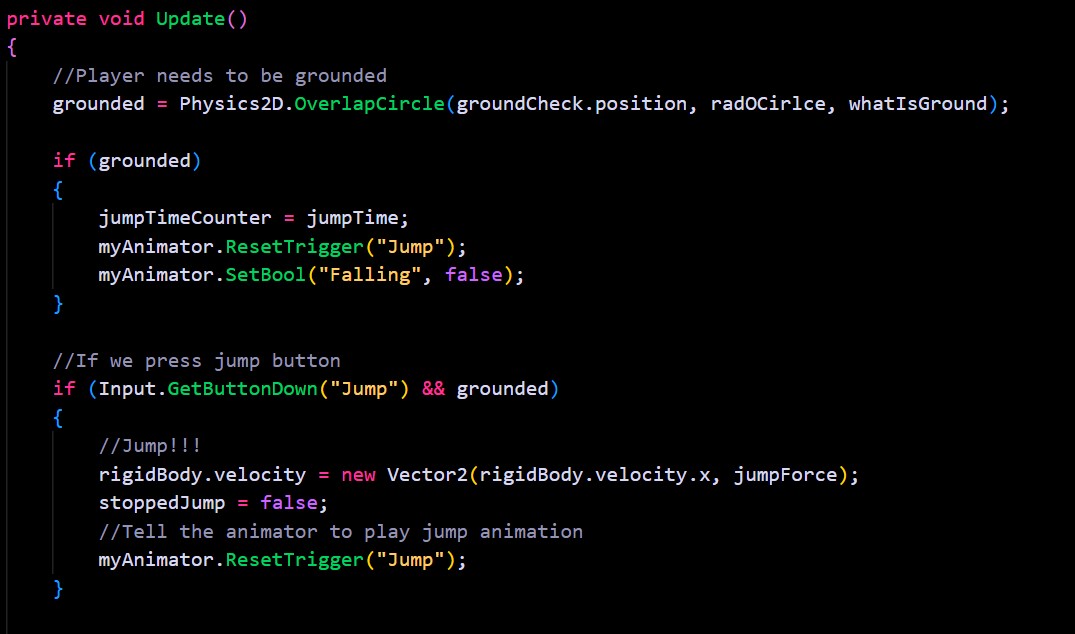 private void Update()
{
//Player needs to be grounded
grounded = Physics2D.OverlapCircle(groundCheck.position, radOCirlce, whatIsGround);
if (grounded)
{
jumpTimeCounter = jumpTime;
myAnimator.ResetTrigger("Jump");
myAnimator.SetBool("Falling", false);
}
//If we press jump button
if (Input.GetButtonDown("Jump") && grounded)
{
//Jump!!!
rigidBody.velocity = new Vector2(rigidBody.velocity.x, jumpForce);
stoppedJump = false;
//Tell the animator to play jump animation
myAnimator.ResetTrigger("Jump");
}